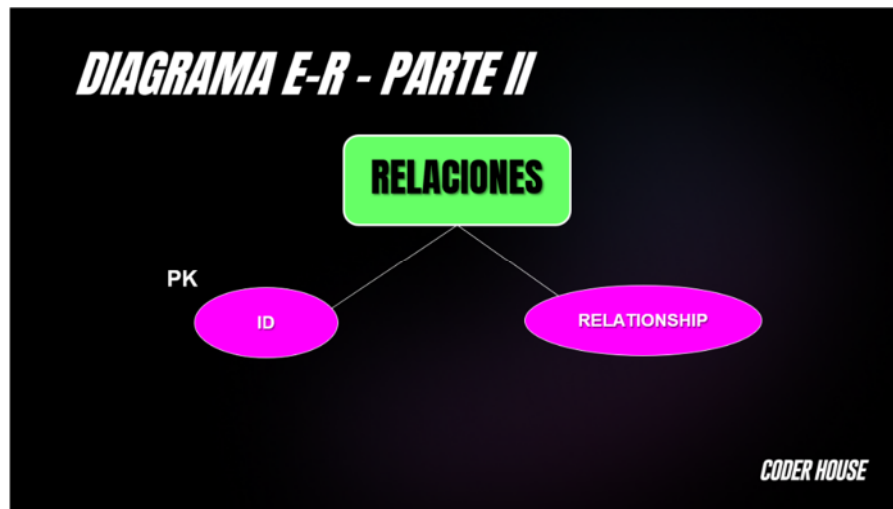 DIAGRAMA E-R - PARTE II
RELACIONES
PK
ID
RELATIONSHIP
CODER HOUSE